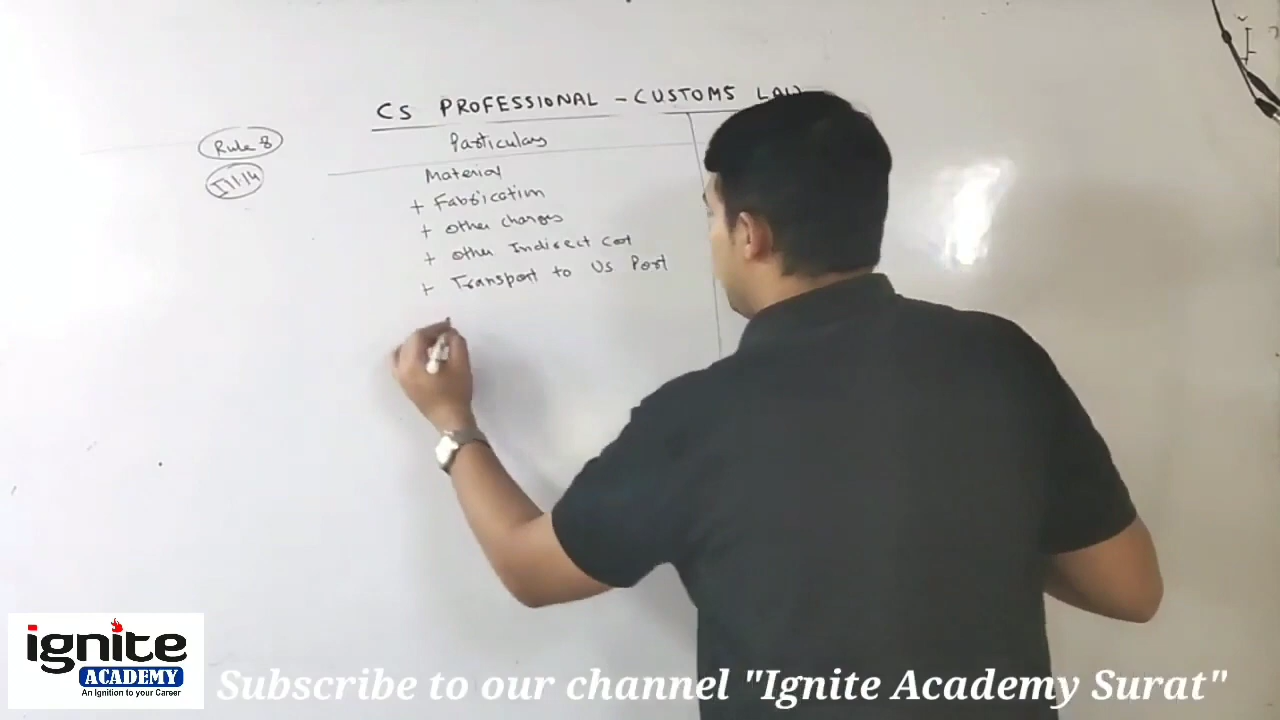 CS PROFESSIONAL - CUSTOMS LAW
Rule 8
Particulars
Material
+ Fabrication
+ other charges
+ other Indirect cost
+ Transport to US Port
ignite
ACADEMY
An Ignition to your Career
Subscribe to our channel "Ignite Academy Surat"